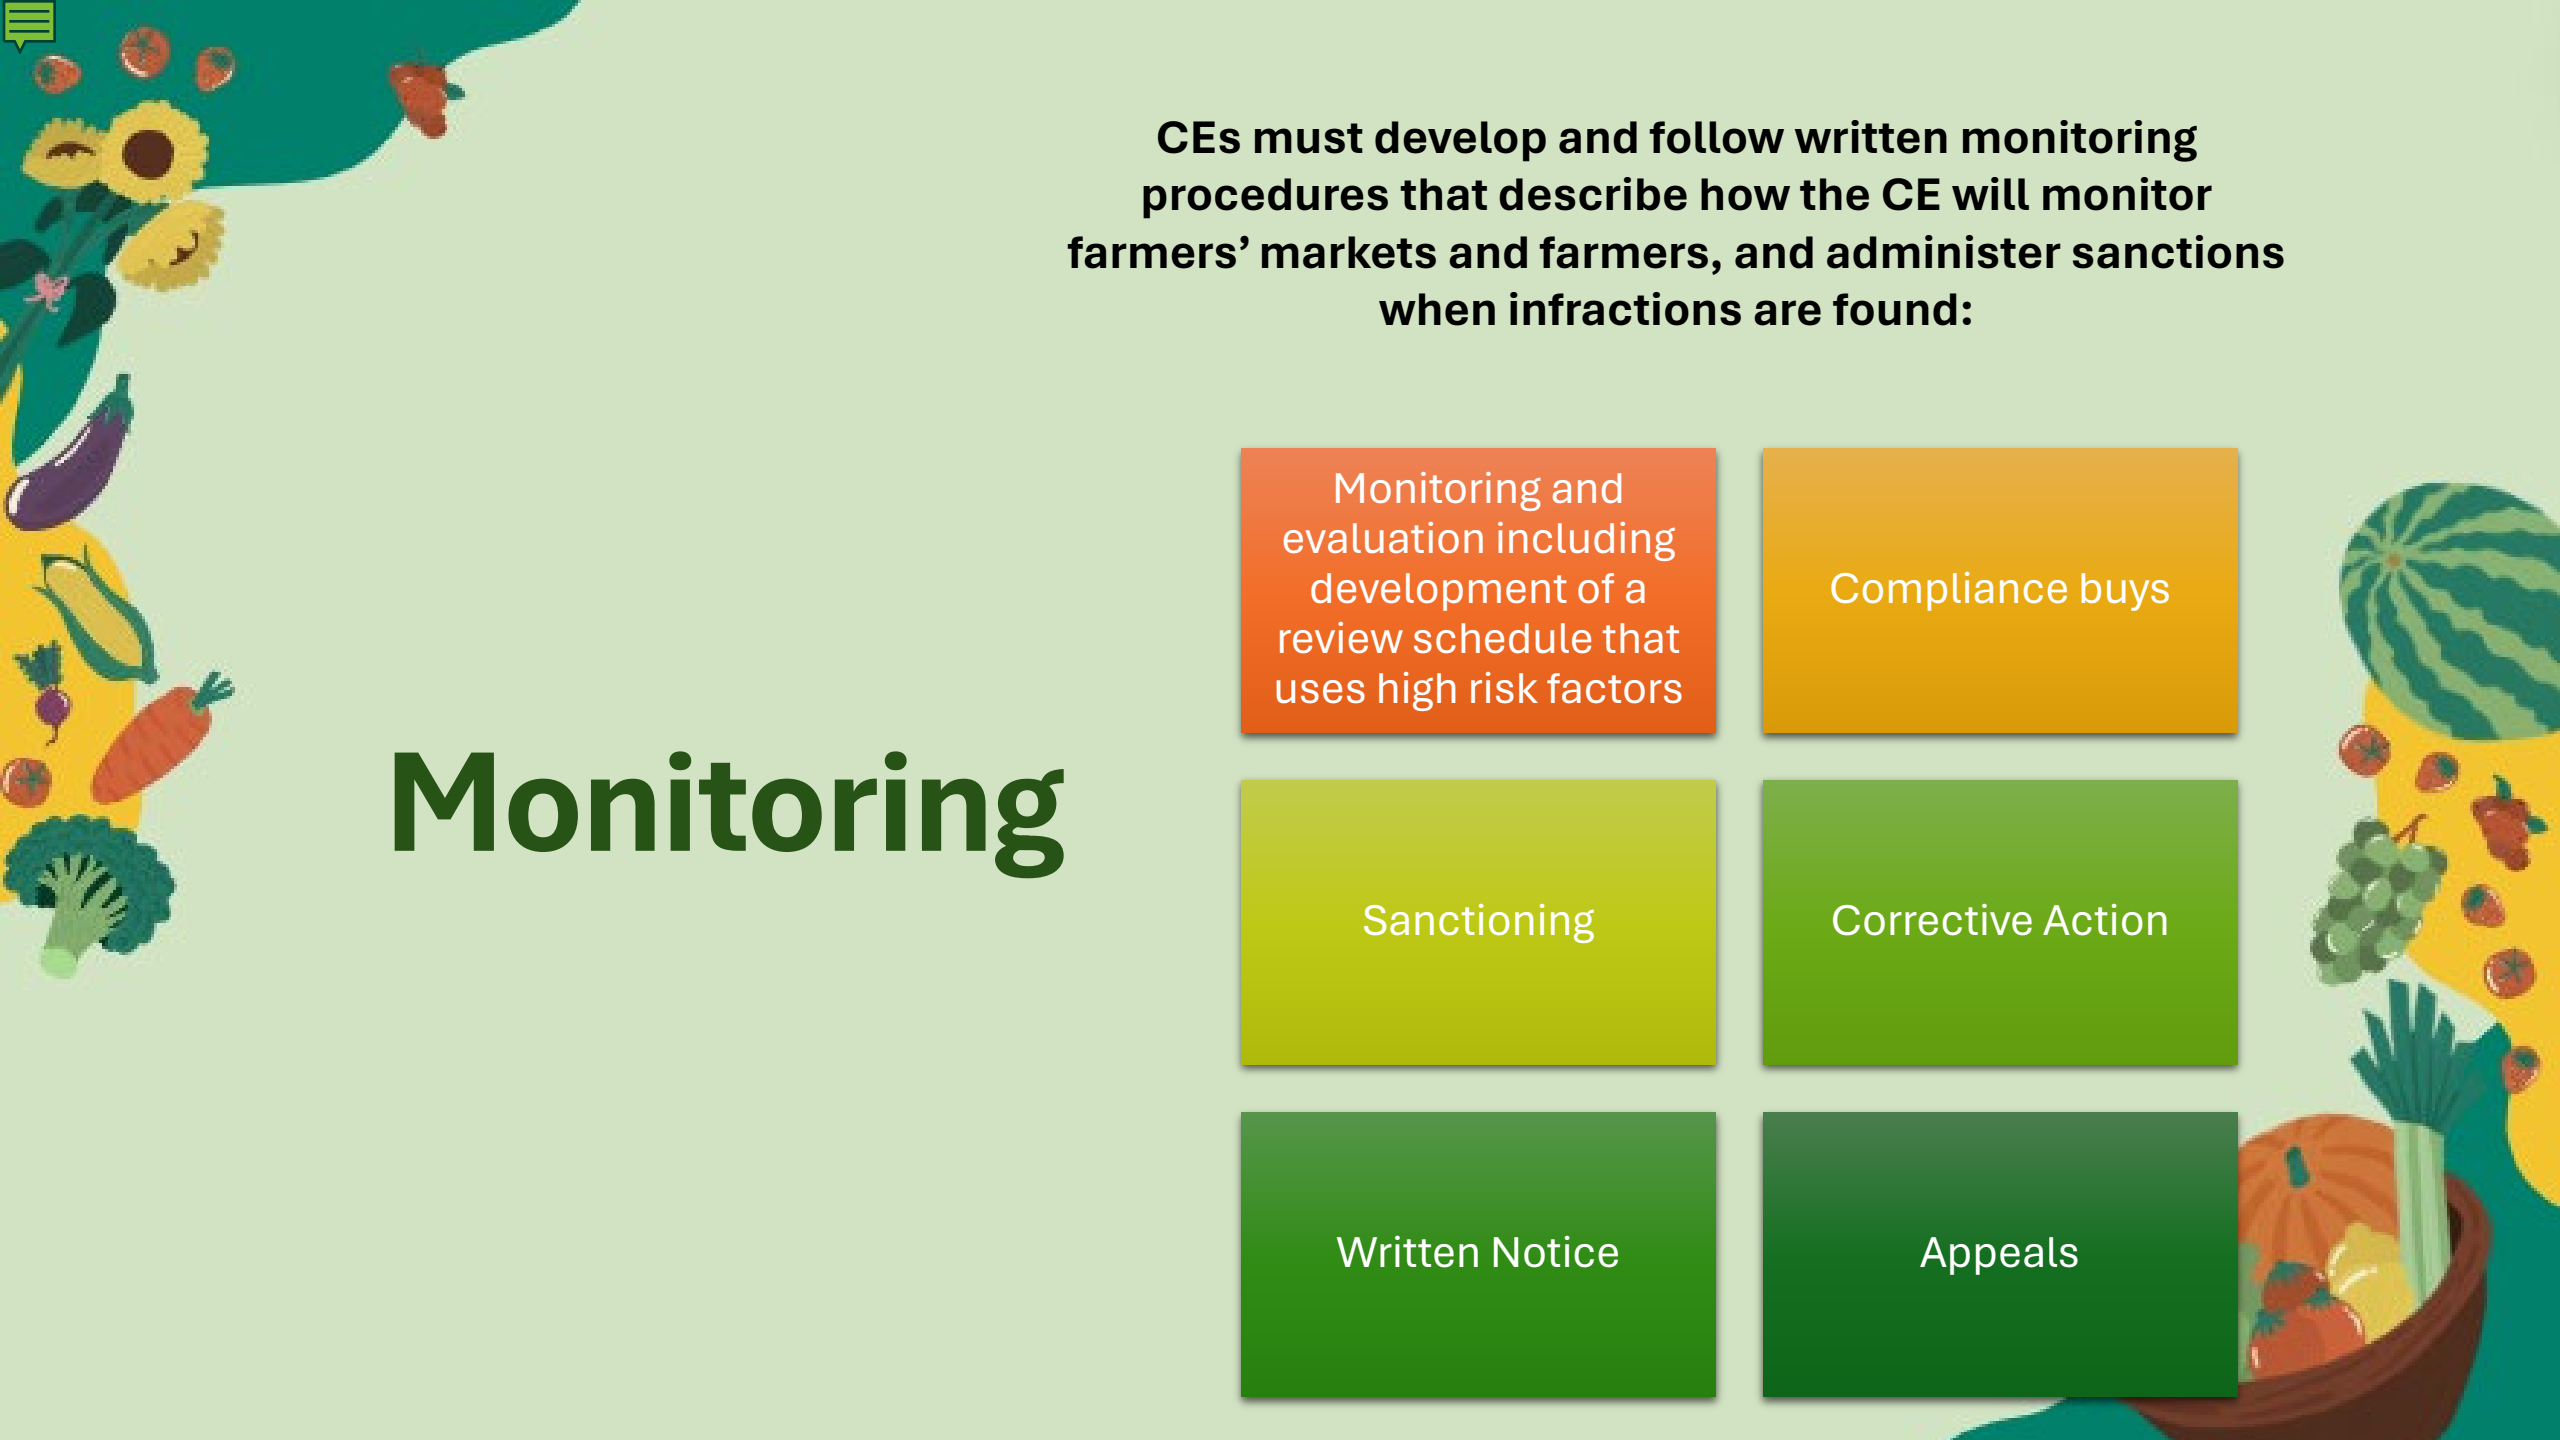 CEs must develop and follow written monitoring
procedures that describe how the CE will monitor
farmers’ markets and farmers, and administer sanctions
when infractions are found:
Monitoring
Monitoring and
evaluation including
development of a
review schedule that
uses high risk factors
Compliance buys
Sanctioning
Corrective Action
Written Notice
Appeals